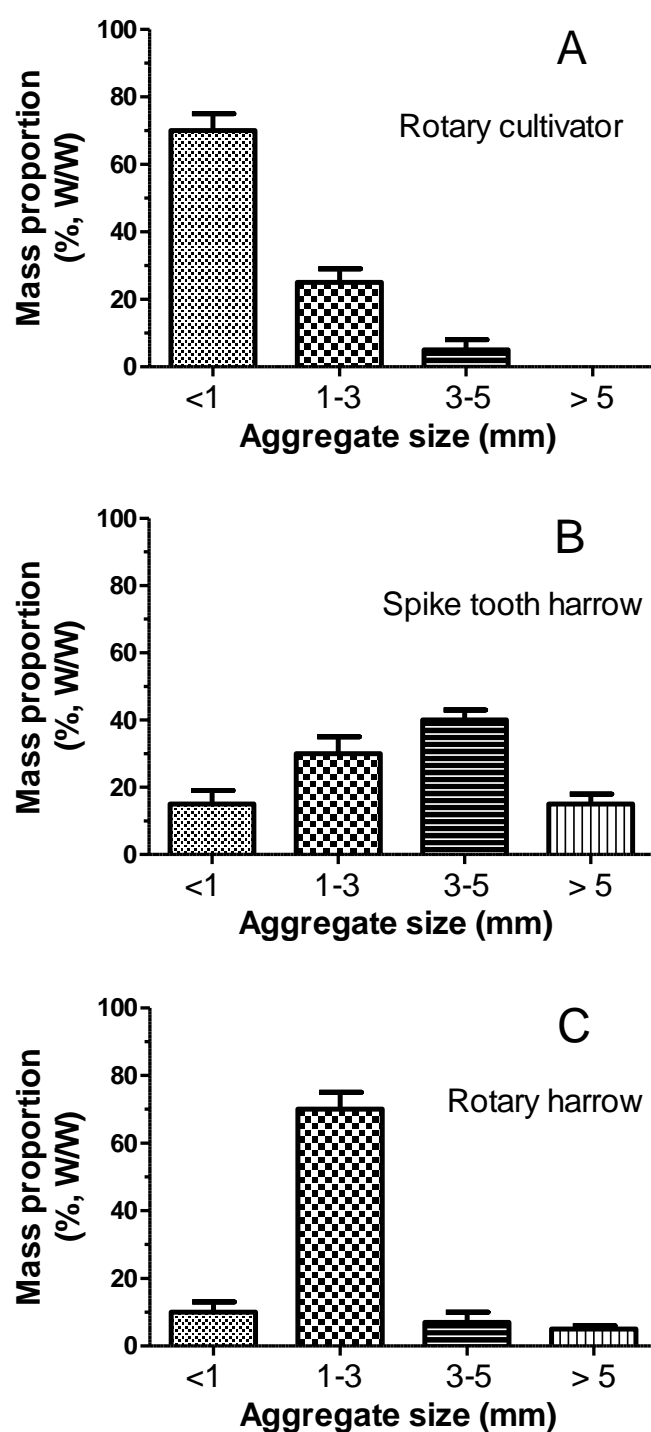 A
Rotary cultivator
Mass proportion
(%, W/W)
100
80
60
40
20
0
<1 1-3 3-5 > 5
Aggregate size (mm)
B
Spike tooth harrow
Mass proportion
(%, W/W)
100
80
60
40
20
0
<1 1-3 3-5 > 5
Aggregate size (mm)
C
Rotary harrow
Mass proportion
(%, W/W)
100
80
60
40
20
0
<1 1-3 3-5 > 5
Aggregate size (mm)